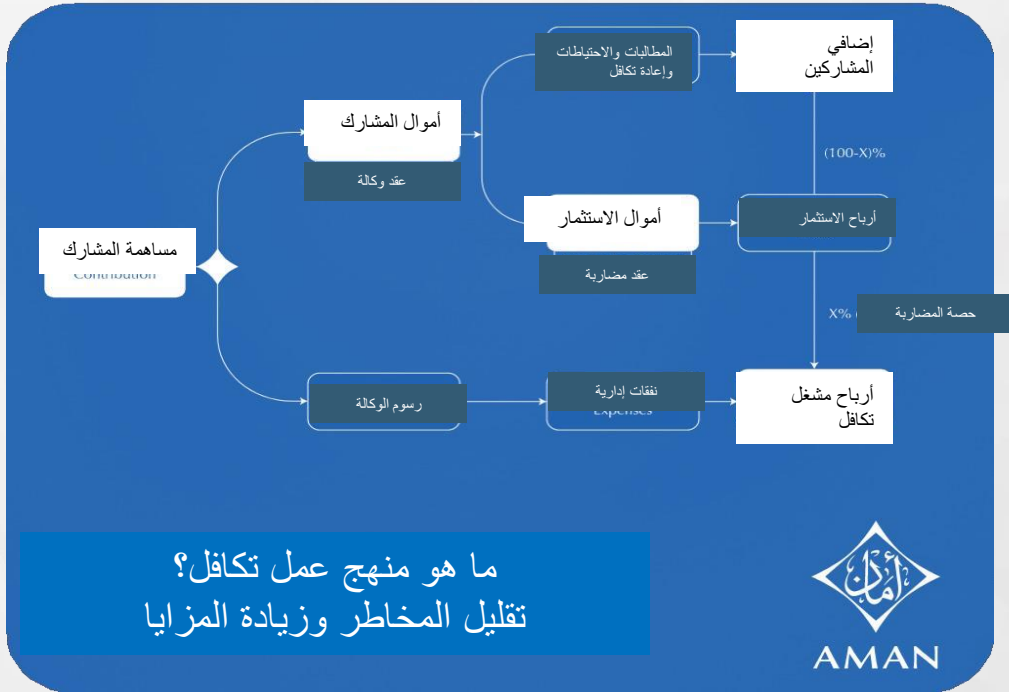 المطالبات والاحتياطات
وإعادة تكافل
إضافي
المشاركين
أموال المشارك
عقد وكالة
(100-X)%
أموال الاستثمار
عقد مضاربة
أرباح الاستثمار
مساهمة المشارك
Contribution
X% (
حصة المضاربة
رسوم الوكالة
نفقات إدارية
Expenses
أرباح مشغل
تكافل
ما هو منهج عمل تكافل؟
تقليل المخاطر وزيادة المزايا
أمان
AMAN